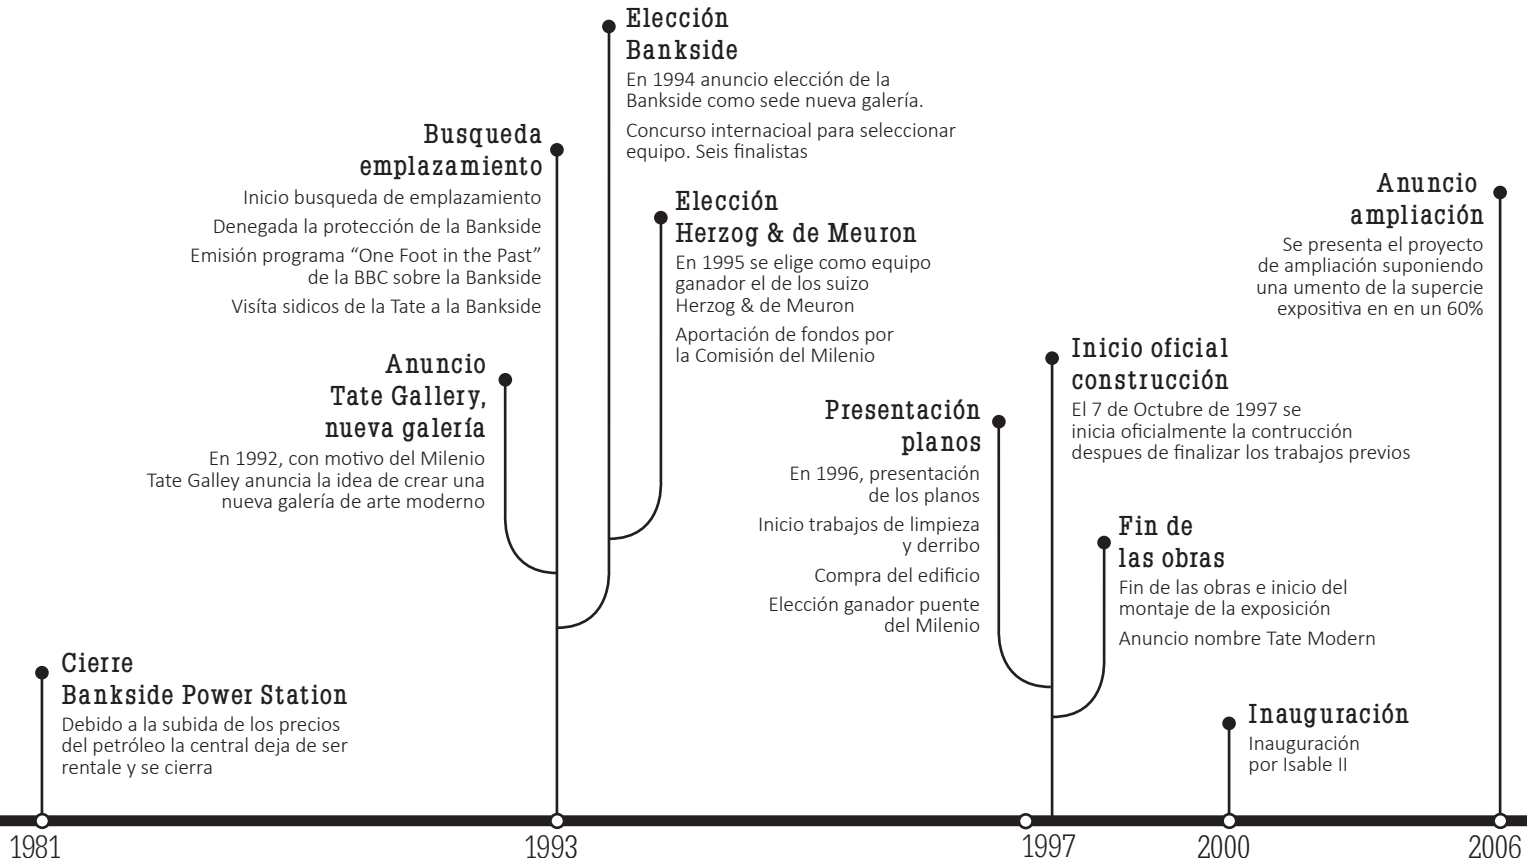 Elección
Bankside
En 1994 anuncio elección de la
Bankside como sede nueva galería.
Concurso internacioal para seleccionar
equipo. Seis finalistas
Busqueda
emplazamiento
Inicio busqueda de emplazamiento
Denegada la protección de la Bankside
Emisión programa “One Foot in the Past”
de la BBC sobre la Bankside
Visíta sidicos de la Tate a la Bankside
Elección
Herzog & de Meuron
En 1995 se elige como equipo
ganador el de los suizo
Herzog & de Meuron
Aportación de fondos por
la Comisión del Milenio
Anuncio
ampliación
Se presenta el proyecto
de ampliación suponiendo
una umento de la supercie
expositiva en en un 60%
Anuncio
Tate Gallery,
nueva galería
En 1992, con motivo del Milenio
Tate Galley anuncia la idea de crear una
nueva galería de arte moderno
Inicio oficial
construcción
El 7 de Octubre de 1997 se
inicia oficialmente la contrucción
despues de finalizar los trabajos previos
Presentación
planos
En 1996, presentación
de los planos
Inicio trabajos de limpieza
y derribo
Compra del edificio
Elección ganador puente
del Milenio
Fin de
las obras
Fin de las obras e inicio del
montaje de la exposición
Anuncio nombre Tate Modern
Cierre
Bankside Power Station
Debido a la subida de los precios
del petróleo la central deja de ser
rentale y se cierra
Inauguración
Inauguración
por Isable II
1981
1993
1997
2000
2006